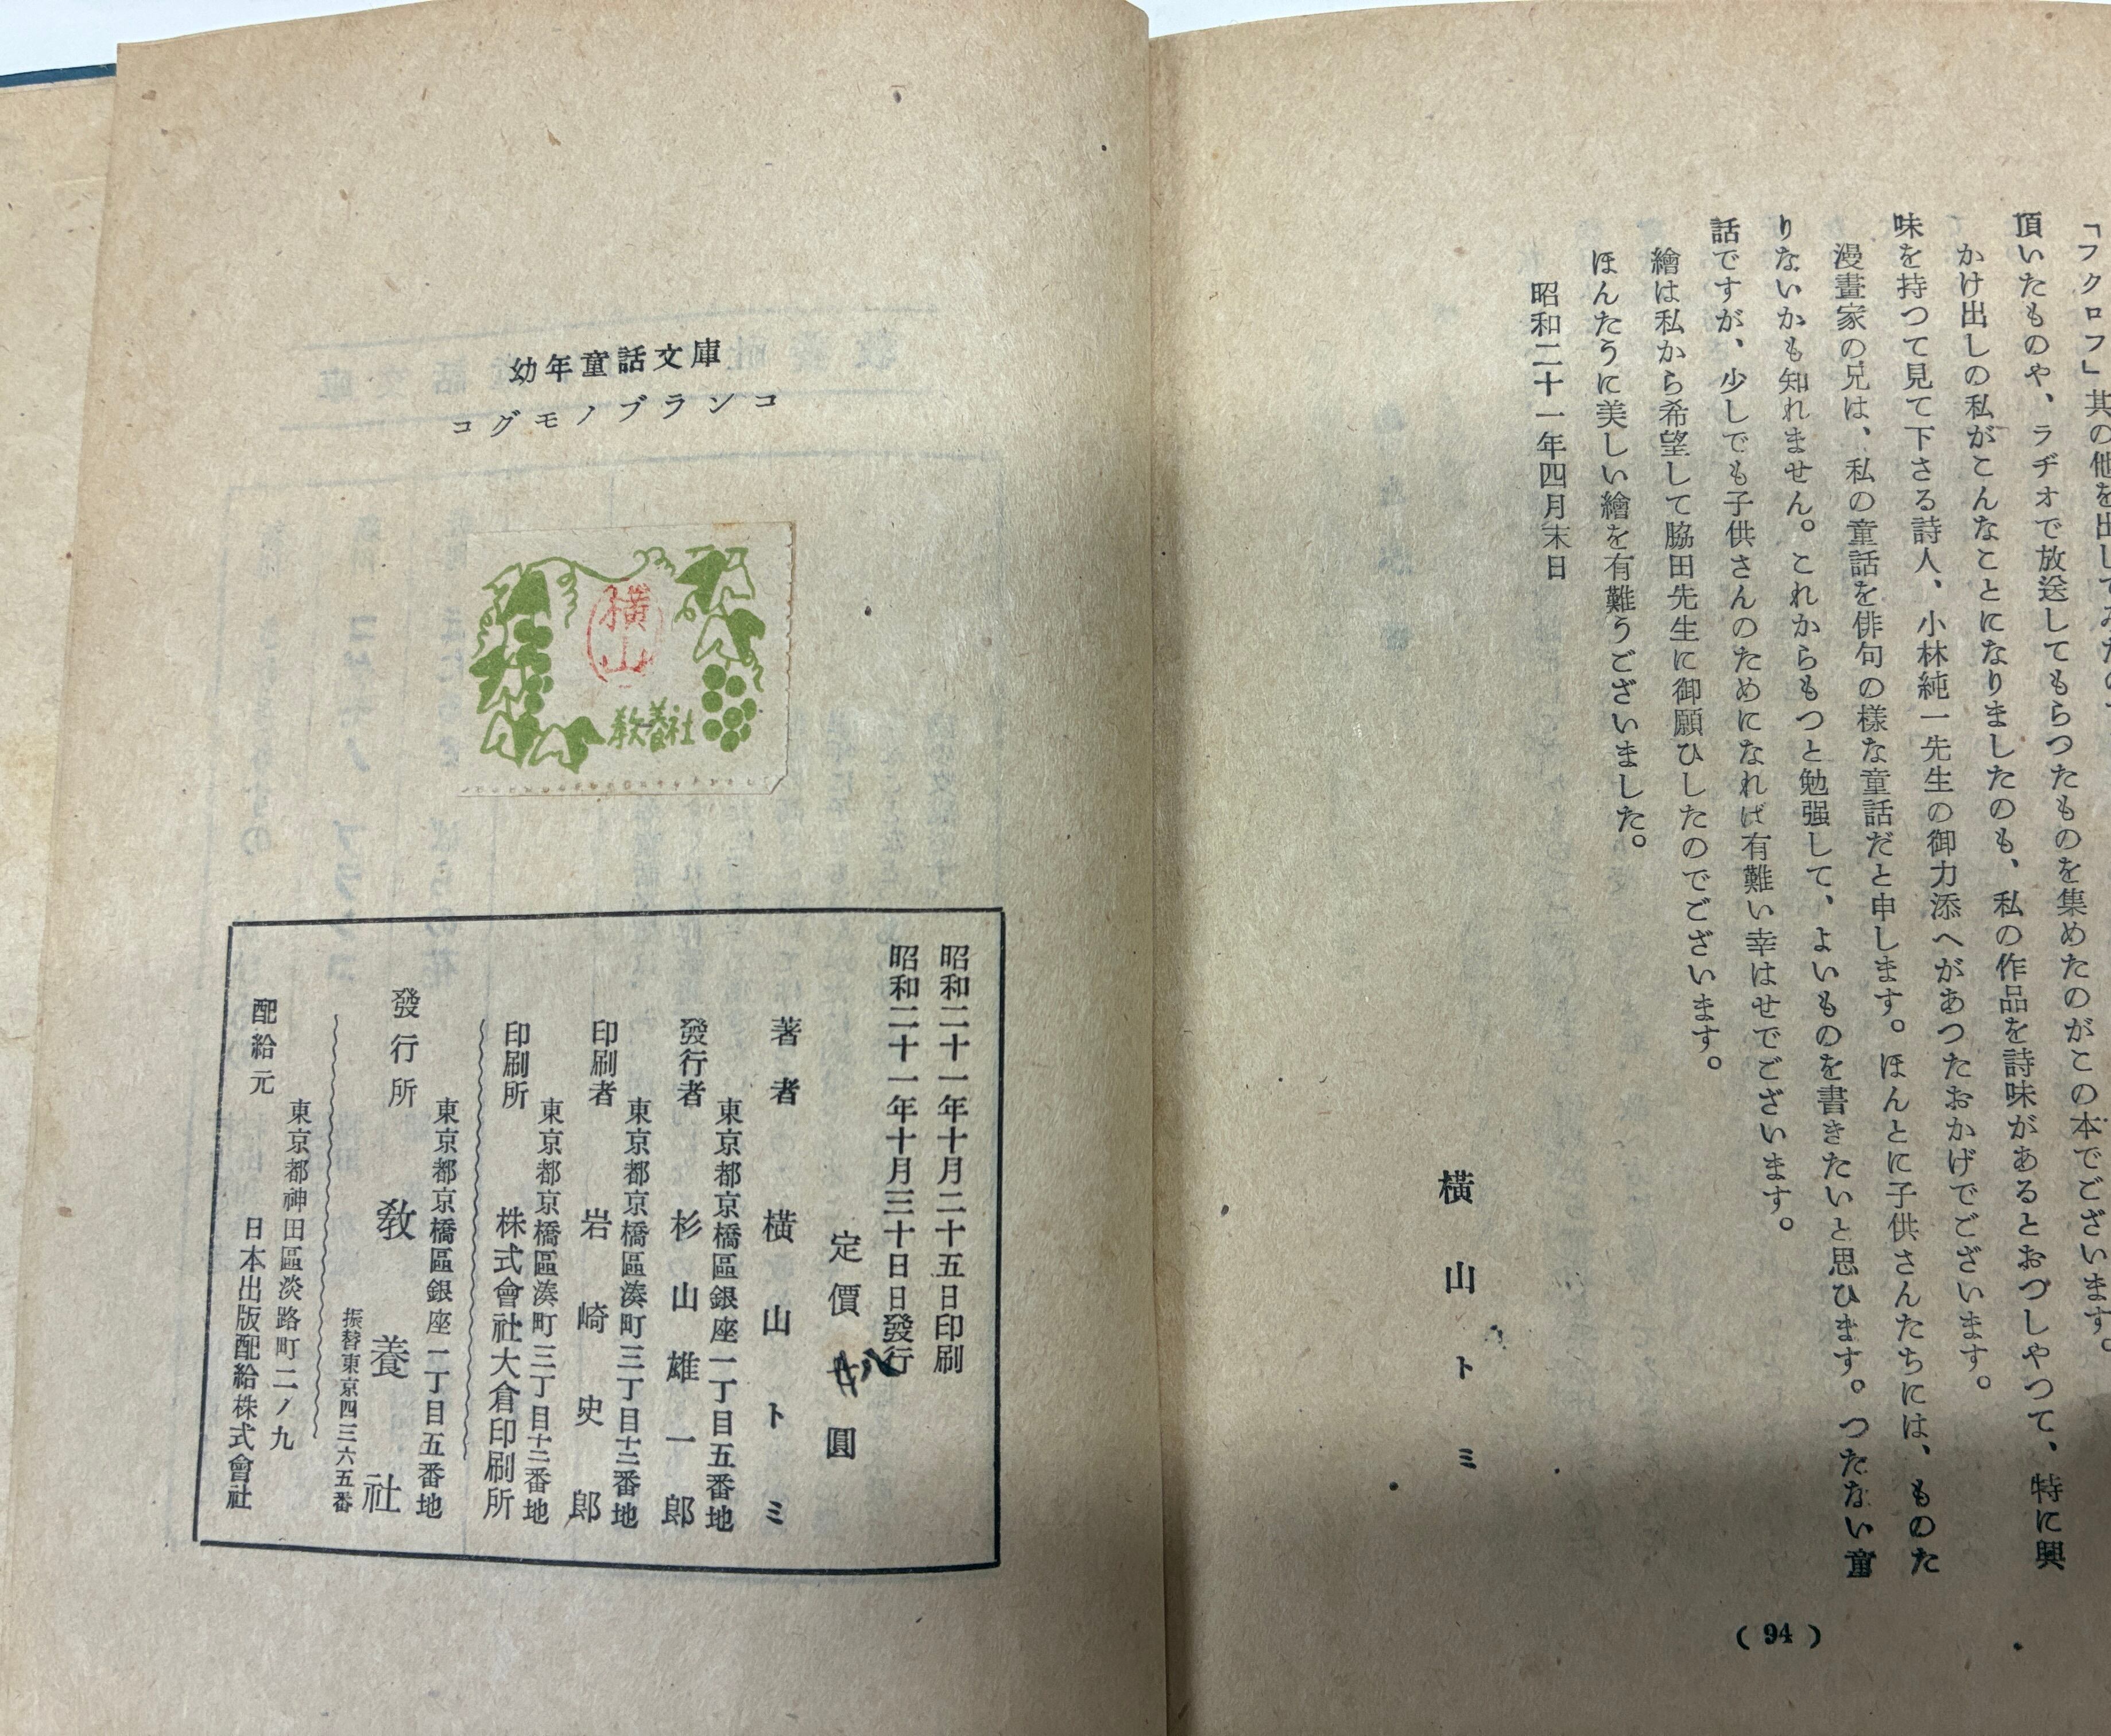 「フクロフ」其の他を出してみたの
頂いたものや、ラヂオで放送してもらつたものを集めたのがこの本でございます。
かけ出しの私がこんなことになりましたのも、私の作品を詩味があるとおつしやつて、特に興
味を持つて見て下さる詩人、小林純一先生の御力添へがあつたおかげでございます。
漫畫家の兄は、私の童話を俳句の様な童話だと申します。ほんとに子供さんたちには、ものた
りないかも知れません。これからもつと勉强して、よいものを書きたいと思ひます。つたない童
話ですが、少しでも子供さんのためになれば有難い幸はせでございます。
繪は私から希望して脇田先生に御願ひしたのでございます。
ほんたうに美しい繪を有難うございました。
昭和二十一年四月末日
橫山トミ
(94)
幼年童話文庫
コグモノブランコ
橫山
教養社
昭和二十一年十月二十五日印刷
昭和二十一年十月三十日日發行
定價 圓
著者 橫山トミ
東京都京橋區銀座一丁目五番地
發行者 杉山雄一郎
東京都京橋區湊町三丁目十三番地
印刷者 岩崎史郎
東京都京橋區湊町三丁目十三番地
印刷所 株式會社大倉印刷所
東京都京橋區銀座一丁目五番地
發行所 敎養社
振替東京四三六五番
東京都神田區淡路町二ノ九
配給元 日本出版配給株式會社